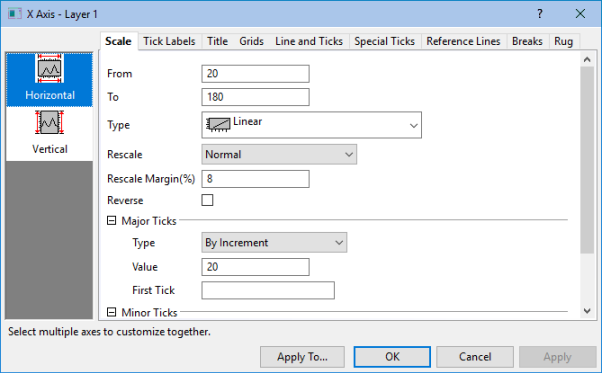 X Axis - Layer 1
?
Scale Tick Labels Title Grids Line and Ticks Special Ticks Reference Lines Breaks Rug
Horizontal
Vertical
From 20
To 180
Type Linear
Rescale Normal
Rescale Margin(%) 8
Reverse
Major Ticks
Type By Increment
Value 20
First Tick
Minor Ticks
Select multiple axes to customize together.
Apply To... OK Cancel Apply